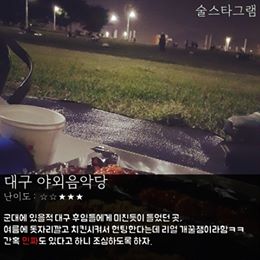 술스타그램
대구 야외음악당
난이도 : ☆☆★★★
군대에 있을적 대구 후임들에게 미친듯이 들었던 곳.
여름에 돗자리깔고 치킨시켜서 헌팅한다는데 리얼 개꿀잼이라함ㅋㅋ
간혹 민짜도 있다고 하니 조심하도록 하자.